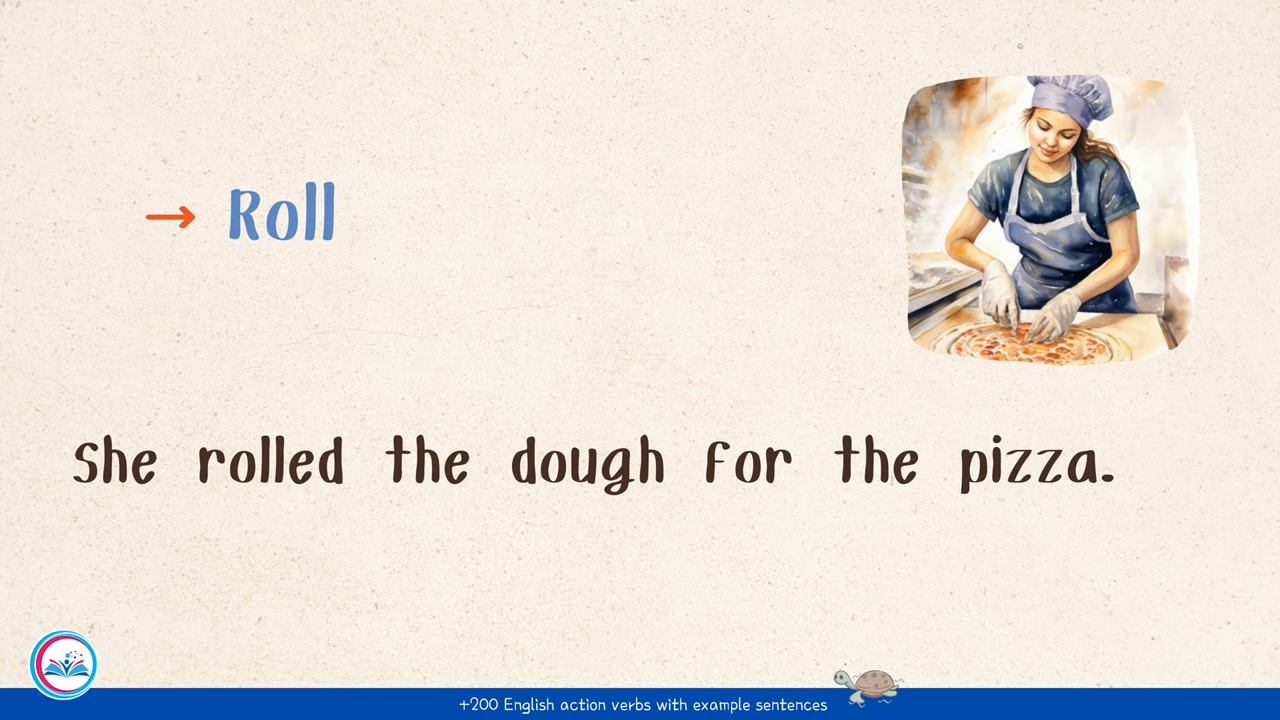 → Roll
She rolled the dough for the pizza.
+200 English action verbs with example sentences